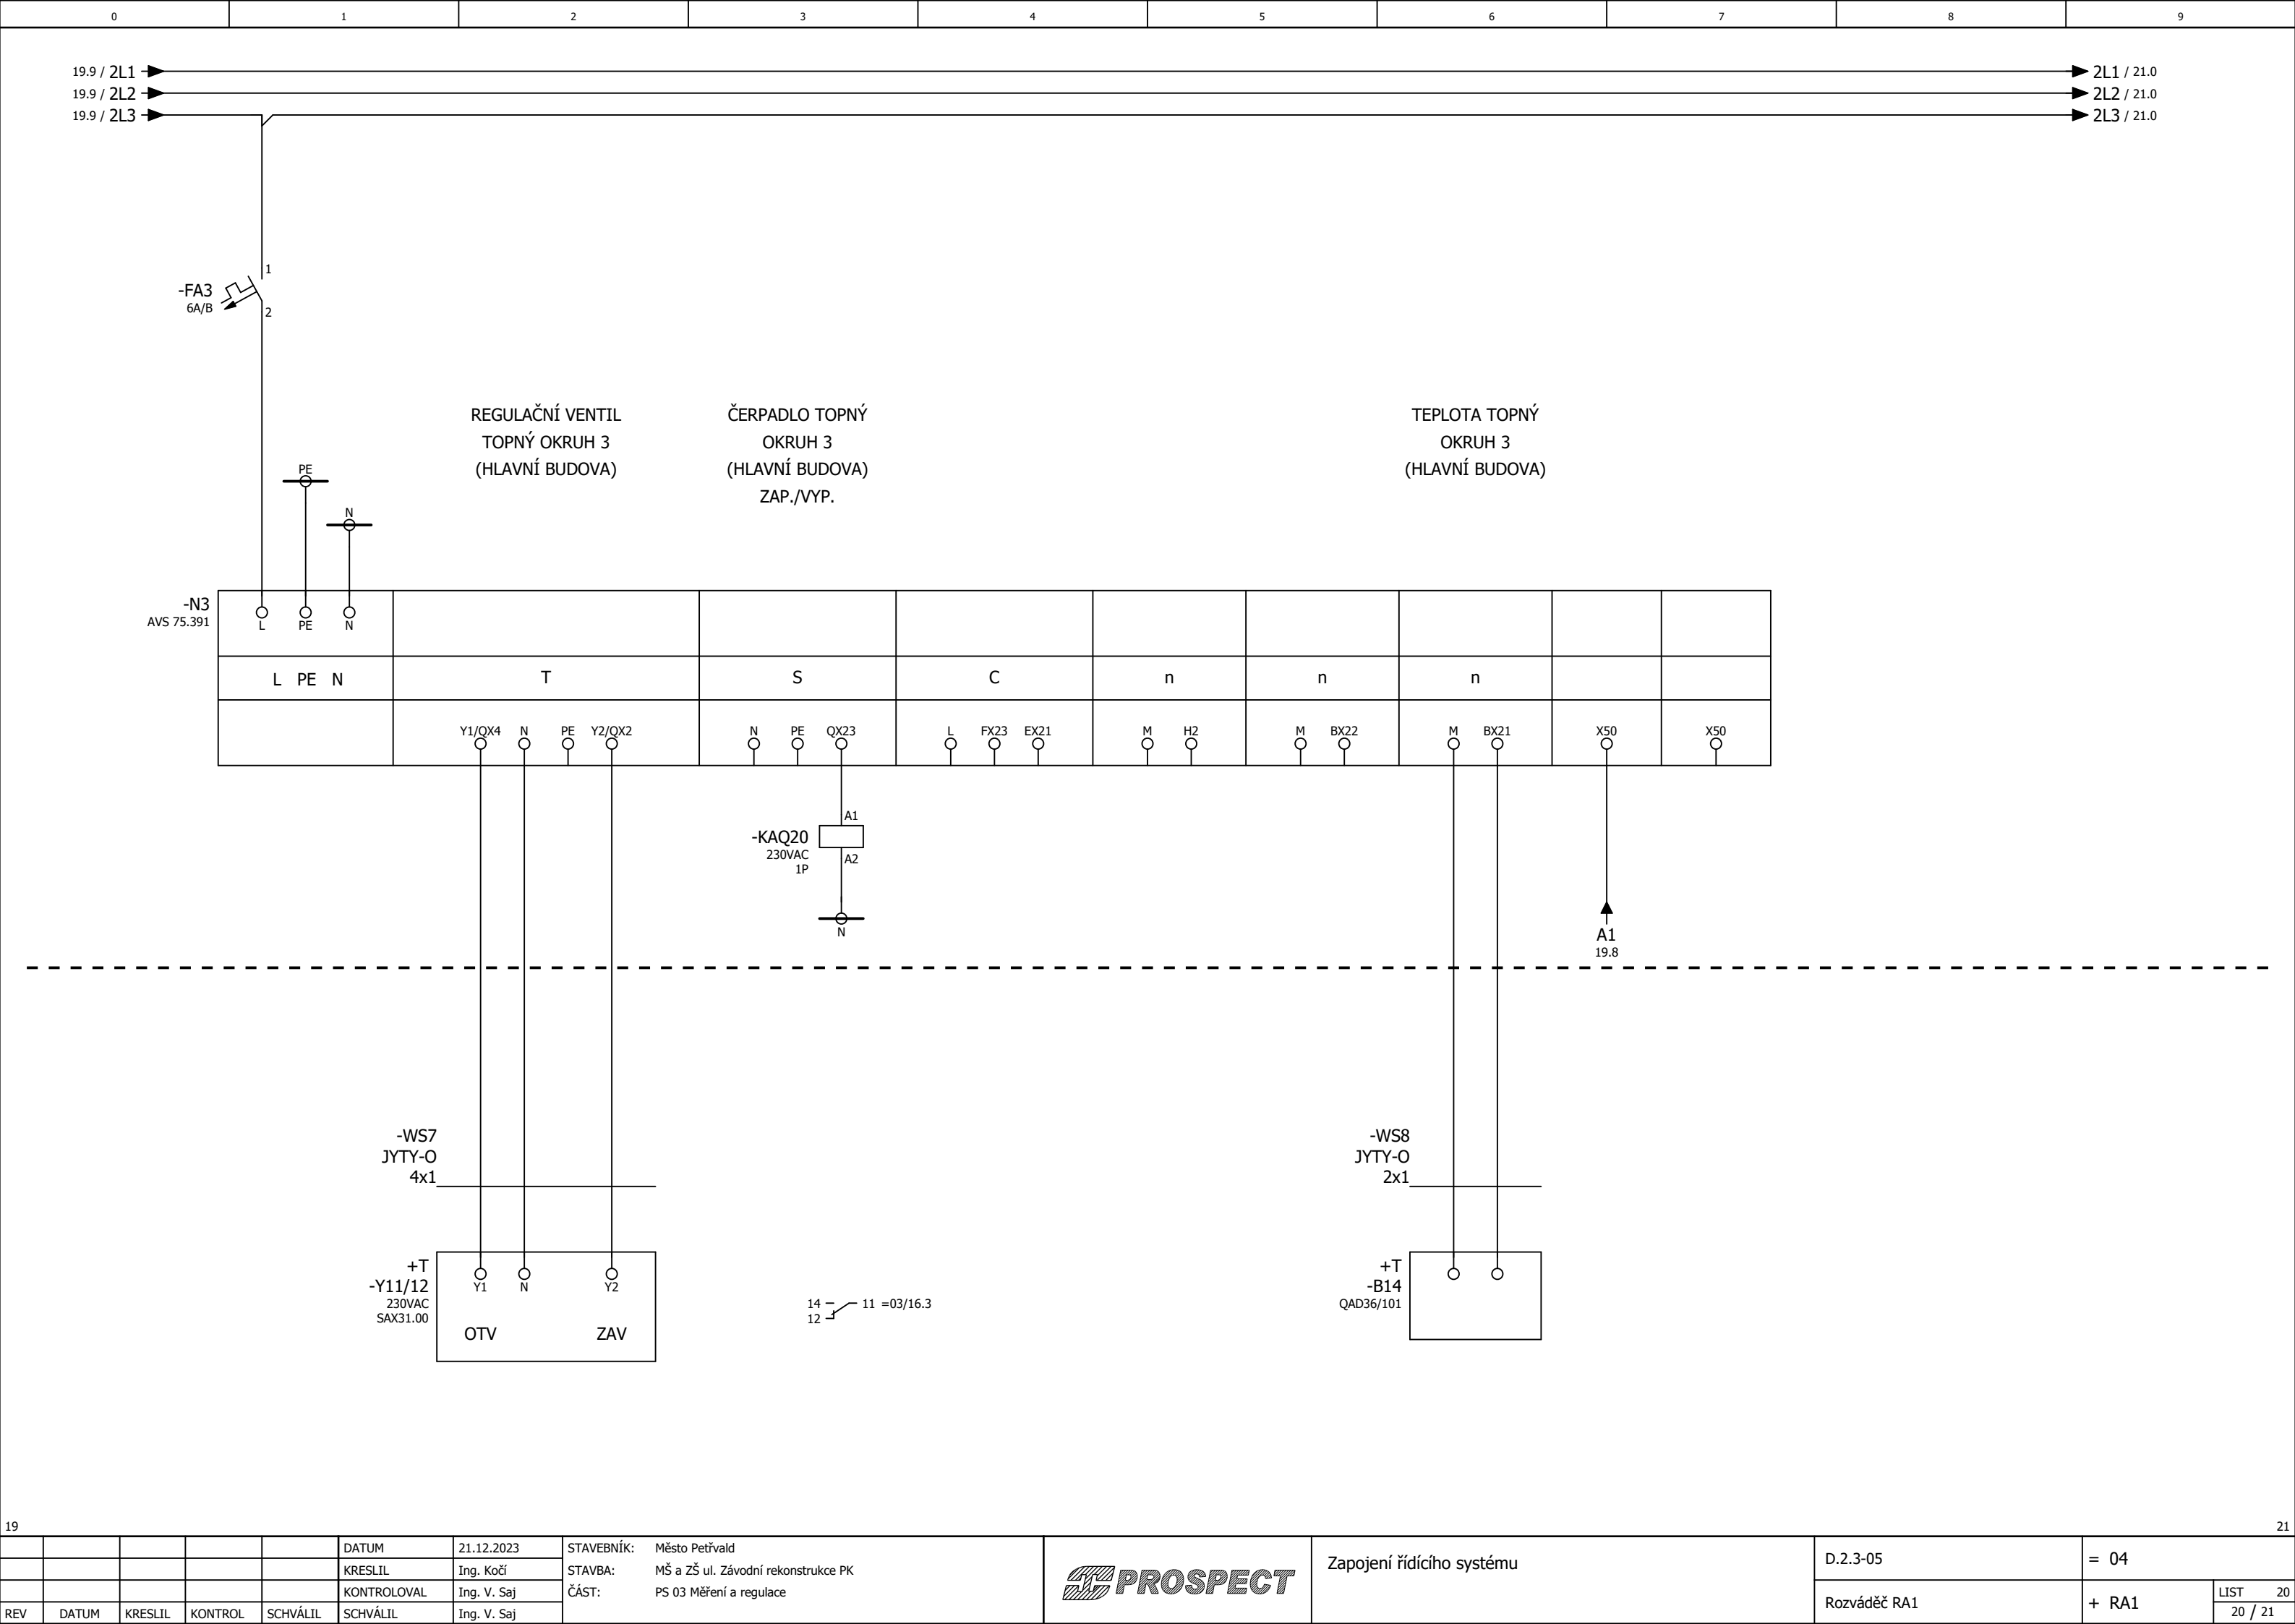 0 1 2 3 4 5 6 7 8 9
19.9 / 2L1 2L1 / 21.0
19.9 / 2L2 2L2 / 21.0
19.9 / 2L3 2L3 / 21.0
1
-FA3
6A/B
2
REGULAČNÍ VENTIL
TOPNÝ OKRUH 3
(HLAVNÍ BUDOVA)
ČERPADLO TOPNÝ
OKRUH 3
(HLAVNÍ BUDOVA)
ZAP./VYP.
TEPLOTA TOPNÝ
OKRUH 3
(HLAVNÍ BUDOVA)
PE
N
-N3
AVS 75.391
L PE N
L PE N T S C n n n
Y1/QX4 N PE Y2/QX2 N PE QX23 L FX23 EX21 M H2 M BX22 M BX21 X50 X50
A1
-KAQ20
230VAC
1P
A2
N
A1
19.8
-WS7
JYTY-O
4x1
-WS8
JYTY-O
2x1
+T
-Y11/12
230VAC
SAX31.00
Y1 N Y2
OTV ZAV
14 11 =03/16.3
12
+T
-B14
QAD36/101
19 21
DATUM 21.12.2023
KRESLIL Ing. Kočí
KONTROLOVAL Ing. V. Saj
REV DATUM KRESLIL KONTROL SCHVÁLIL SCHVÁLIL Ing. V. Saj
STAVEBNÍK: Město Petřvald
STAVBA: MŠ a ZŠ ul. Závodní rekonstrukce PK
ČÁST: PS 03 Měření a regulace
PROSPECT
Zapojení řídícího systému
D.2.3-05 = 04
Rozváděč RA1 + RA1
LIST 20
20 / 21